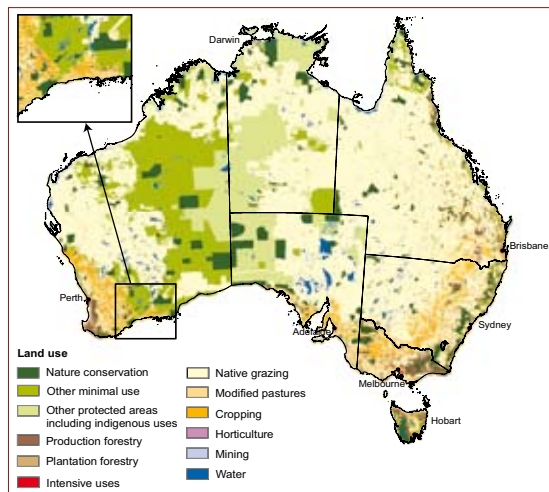 Darwin
Brisbane
Perth
Sydney
Adelaide
Melbourne
Hobart
Land use
Nature conservation
Other minimal use
Other protected areas
including indigenous uses
Production forestry
Plantation forestry
Intensive uses
Native grazing
Modified pastures
Cropping
Horticulture
Mining
Water